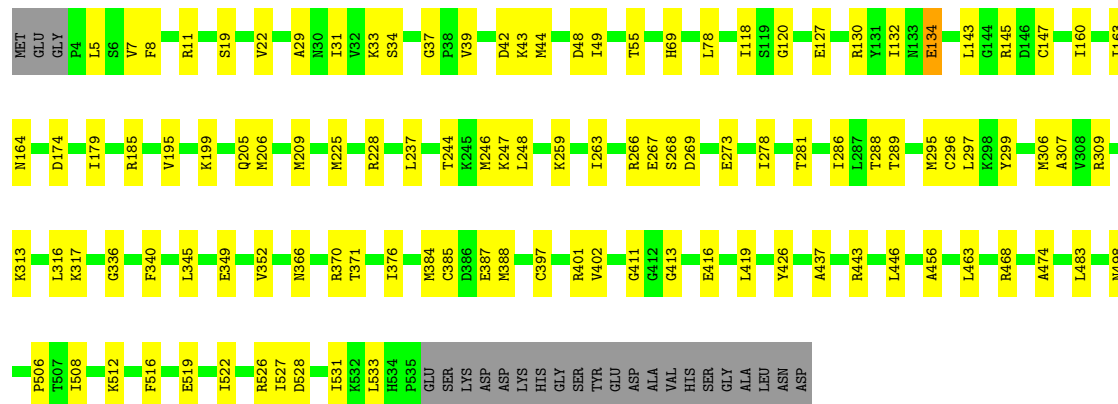 MET GLU GLY P4 L5 S6 V7 F8 R11 S19 V22 A29 N30 I31 V32 K33 S34 G37 P38 V39 D42 K43 M44 D48 I49 T55 H69 L78 I118 S119 G120 E127 R130 Y131 I132 N133 E134 L143 G144 R145 D146 C147 I160 I163
N164 D174 I179 R185 V195 K199 Q205 M206 M209 M225 R228 L237 T244 K245 M246 K247 L248 K259 I263 R266 E267 S268 D269 E273 I278 T281 I286 L287 T288 T289 M295 C296 L297 K298 Y299 M306 A307 V308 R309
K313 L316 K317 G336 F340 L345 E349 V352 N366 R370 T371 I376 M384 C385 D386 E387 M388 C397 R401 V402 G411 G412 G413 E416 L419 Y426 A437 R443 L446 A456 L463 R468 A474 L483 N498
P506 T507 I508 K512 F516 E519 I522 R526 I527 D528 I531 K532 L533 H534 P535 GLU SER LYS ASP ASP LYS HIS GLY SER TYR GLU ASP ALA VAL HIS SER GLY ALA LEU ASN ASP